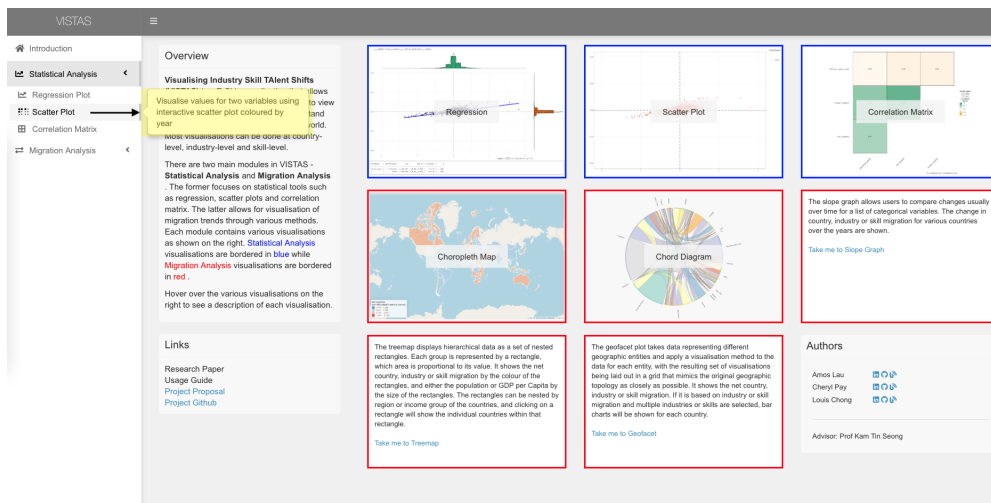 VISTAS
Introduction
Statistical Analysis
Regression Plot
Scatter Plot
Correlation Matrix
Migration Analysis
Visualise values for two variables using
interactive scatter plot coloured by
year
Overview
Visualising Industry Skill TAlent Shifts
allows
to view
and
world.
Most visualisations can be done at country-
level, industry-level and skill-level.
There are two main modules in VISTAS -
Statistical Analysis and Migration Analysis
. The former focuses on statistical tools such
as regression, scatter plots and correlation
matrix. The latter allows for visualisation of
migration trends through various methods.
Each module contains various visualisations
as shown on the right. Statistical Analysis
visualisations are bordered in blue while
Migration Analysis visualisations are bordered
in red .
Hover over the various visualisations on the
right to see a description of each visualisation.
Links
Research Paper
Usage Guide
Project Proposal
Project Github
Regression
Scatter Plot
Correlation Matrix
Choropleth Map
Chord Diagram
The slope graph allows users to compare changes usually
over time for a list of categorical variables. The change in
country, industry or skill migration for various countries
over the years are shown.
Take me to Slope Graph
The treemap displays hierarchical data as a set of nested
rectangles. Each group is represented by a rectangle,
which area is proportional to its value. It shows the net
country, industry or skill migration by the colour of the
rectangles, and either the population or GDP per Capita by
the size of the rectangles. The rectangles can be nested by
region or income group of the countries, and clicking on a
rectangle will show the individual countries within that
rectangle.
Take me to Treemap
The geofacet plot takes data representing different
geographic entities and apply a visualisation method to the
data for each entity, with the resulting set of visualisations
being laid out in a grid that mimics the original geographic
topology as closely as possible. It shows the net country,
industry or skill migration. If it is based on industry or skill
migration and multiple industries or skills are selected, bar
charts will be shown for each country.
Take me to Geofacet
Authors
Amos Lau
Cheryl Pay
Louis Chong
Advisor: Prof Kam Tin Seong